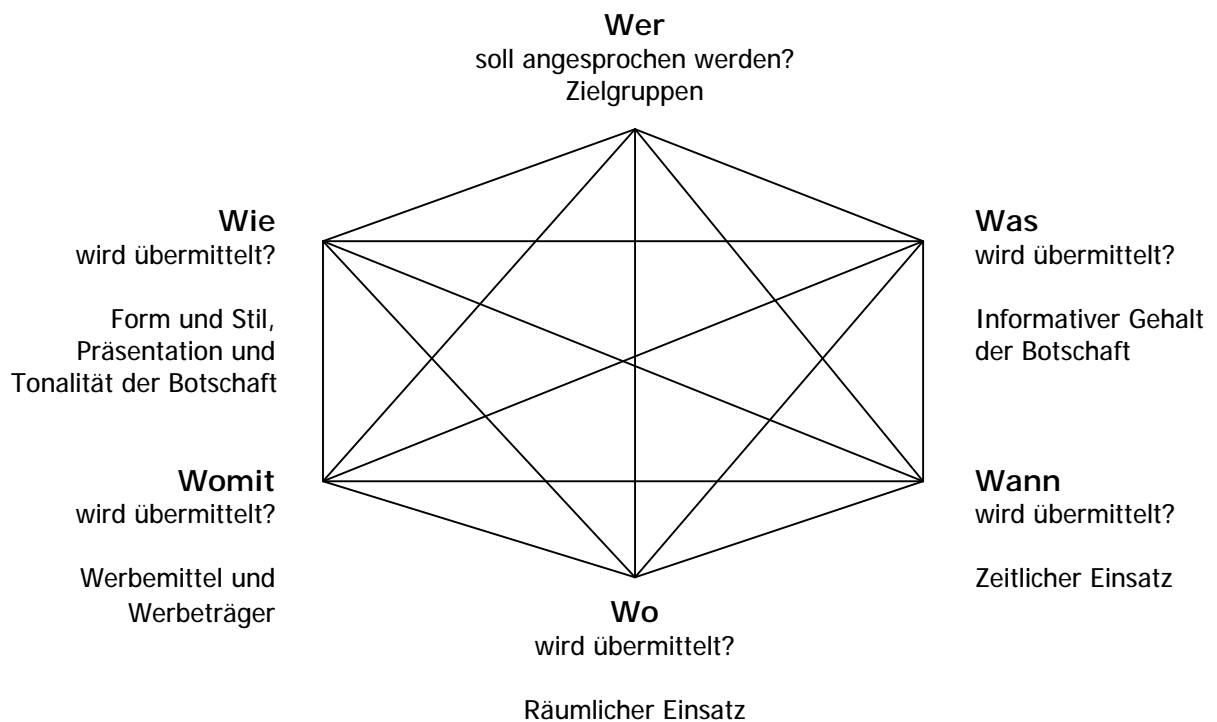 Wer
soll angesprochen werden?
Zielgruppen
Wie
wird übermittelt?
Form und Stil,
Präsentation und
Tonalität der Botschaft
Was
wird übermittelt?
Informativer Gehalt
der Botschaft
Womit
wird übermittelt?
Werbemittel und
Werbeträger
Wann
wird übermittelt?
Zeitlicher Einsatz
Wo
wird übermittelt?
Räumlicher Einsatz